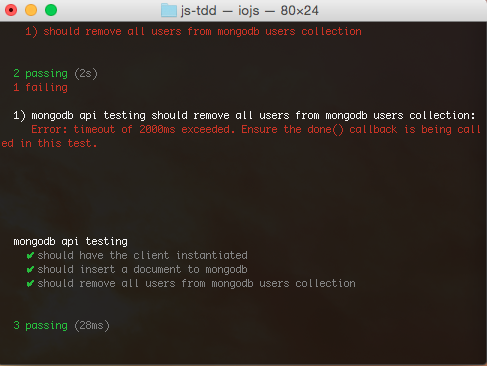 js-tdd — iojs — 80×24
1) should remove all users from mongodb users collection
2 passing (2s)
1 failing
1) mongodb api testing should remove all users from mongodb users collection:
Error: timeout of 2000ms exceeded. Ensure the done() callback is being call
ed in this test.
mongodb api testing
✔ should have the client instantiated
✔ should insert a document to mongodb
✔ should remove all users from mongodb users collection
3 passing (28ms)